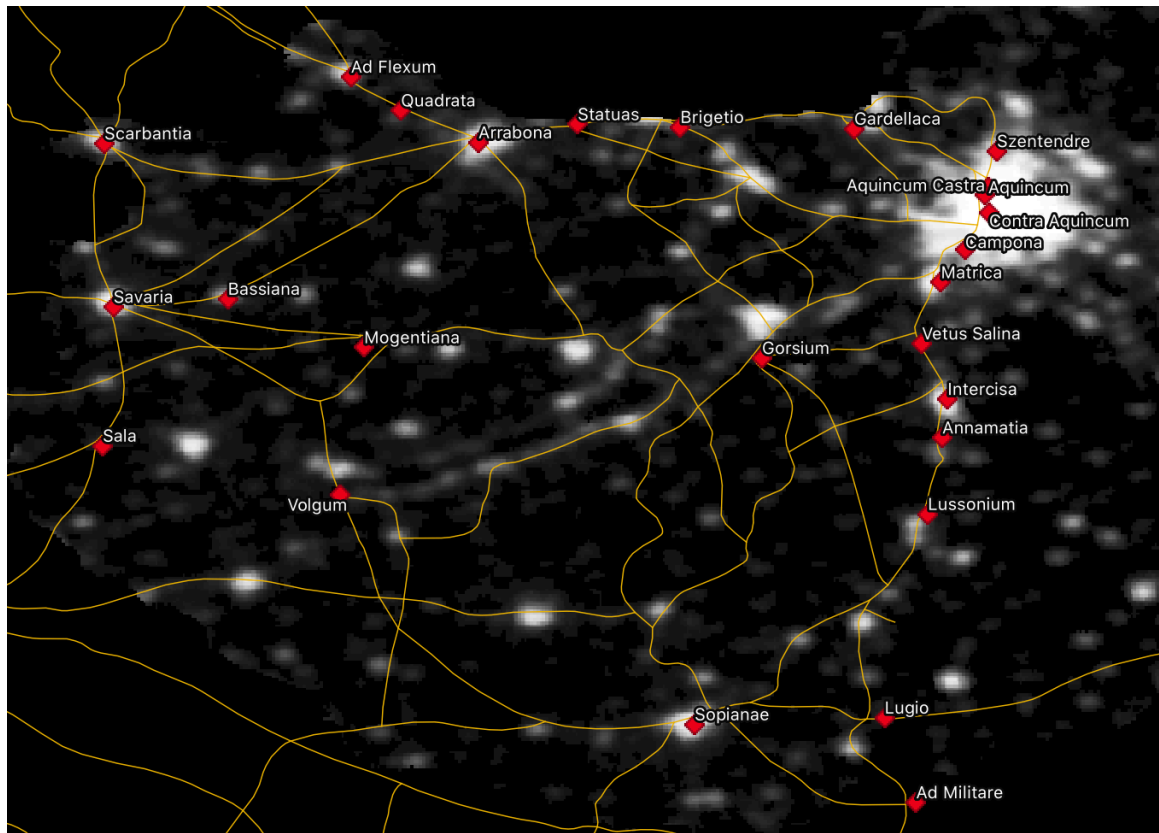 Ad Flexum
Quadrata
Scarbantia
Arrabona
Statuas
Brigetio
Gardellaca
Szentendre
Aquincum Castra
Aquincum
Contra Aquincum
Campona
Matrica
Savaria
Bassiana
Mogentiana
Gorsium
Vetus Salina
Intercisa
Annamatia
Sala
Volgum
Lussonium
Sopianae
Lugio
Ad Militare